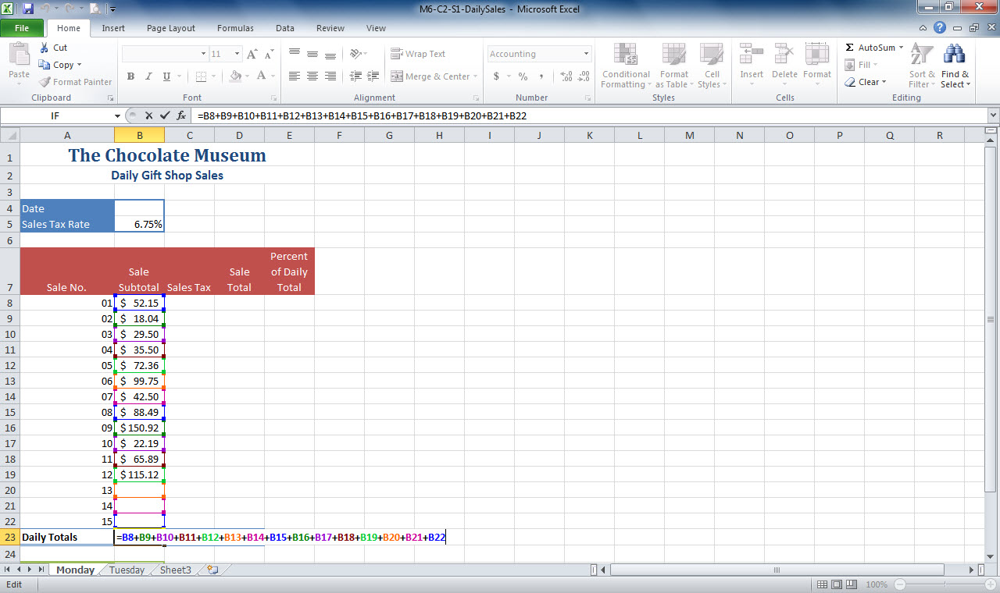 M6-C2-S1-DailySales - Microsoft Excel
File Home Insert Page Layout Formulas Data Review View
Paste Cut Copy Format Painter
Clipboard
11 A A B I U A
Font
Wrap Text Merge & Center
Alignment
Accounting $ % , .00 .00
Number
Conditional Formatting Format as Table Cell Styles
Styles
Insert Delete Format
Cells
Σ AutoSum Fill Clear Sort & Filter Find & Select
Editing
IF fx =B8+B9+B10+B11+B12+B13+B14+B15+B16+B17+B18+B19+B20+B21+B22
A B C D E F G H I J K L M N O P Q R
1 The Chocolate Museum
2 Daily Gift Shop Sales
3
4 Date
5 Sales Tax Rate 6.75%
6
7 Sale No. Sale Subtotal Sales Tax Sale Total Percent of Daily Total
8 01 $ 52.15
9 02 $ 18.04
10 03 $ 29.50
11 04 $ 35.50
12 05 $ 72.36
13 06 $ 99.75
14 07 $ 42.50
15 08 $ 88.49
16 09 $ 150.92
17 10 $ 22.19
18 11 $ 65.89
19 12 $ 115.12
20 13
21 14
22 15
23 Daily Totals =B8+B9+B10+B11+B12+B13+B14+B15+B16+B17+B18+B19+B20+B21+B22
24
Monday Tuesday Sheet3
Edit 100%